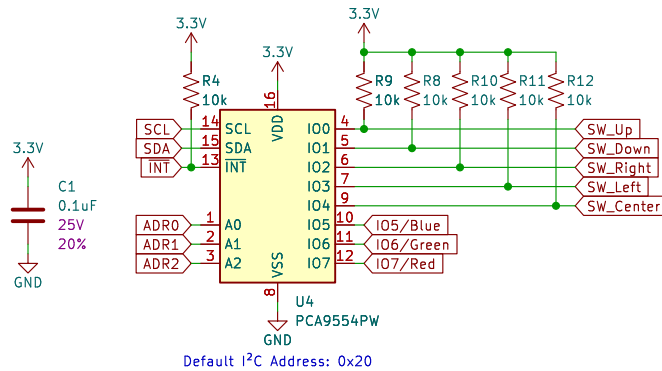 3.3V
3.3V
3.3V
R4
10k
R9
10k
R8
10k
R10
10k
R11
10k
R12
10k
16
VDD
SCL
14
SCL
IO0
4
SW_Up
SDA
15
SDA
IO1
5
SW_Down
INT
13
INT
IO2
6
SW_Right
IO3
7
SW_Left
IO4
9
SW_Center
3.3V
C1
0.1uF
25V
20%
GND
ADR0
1
A0
IO5
10
IO5/Blue
ADR1
2
A1
IO6
11
IO6/Green
ADR2
3
A2
IO7
12
IO7/Red
VSS
8
U4
PCA9554PW
GND
Default I²C Address: 0x20